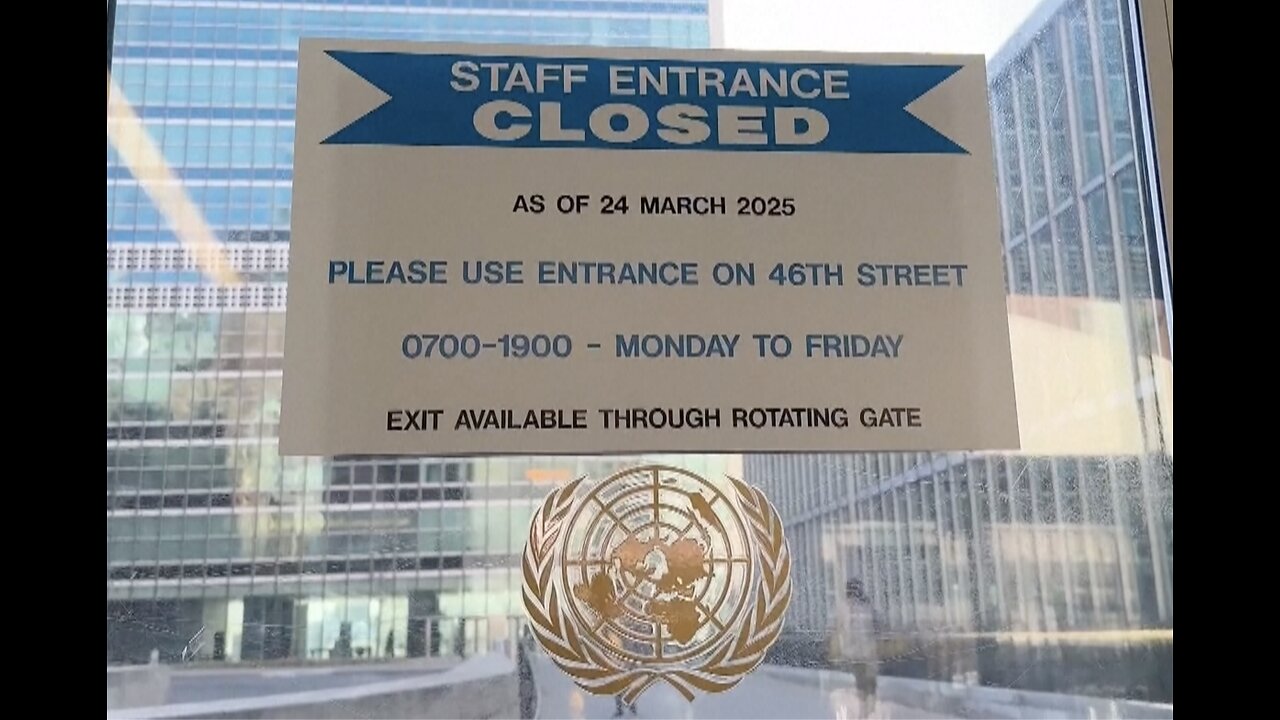 STAFF ENTRANCE
CLOSED
AS OF 24 MARCH 2025
PLEASE USE ENTRANCE ON 46TH STREET
0700-1900 - MONDAY TO FRIDAY
EXIT AVAILABLE THROUGH ROTATING GATE